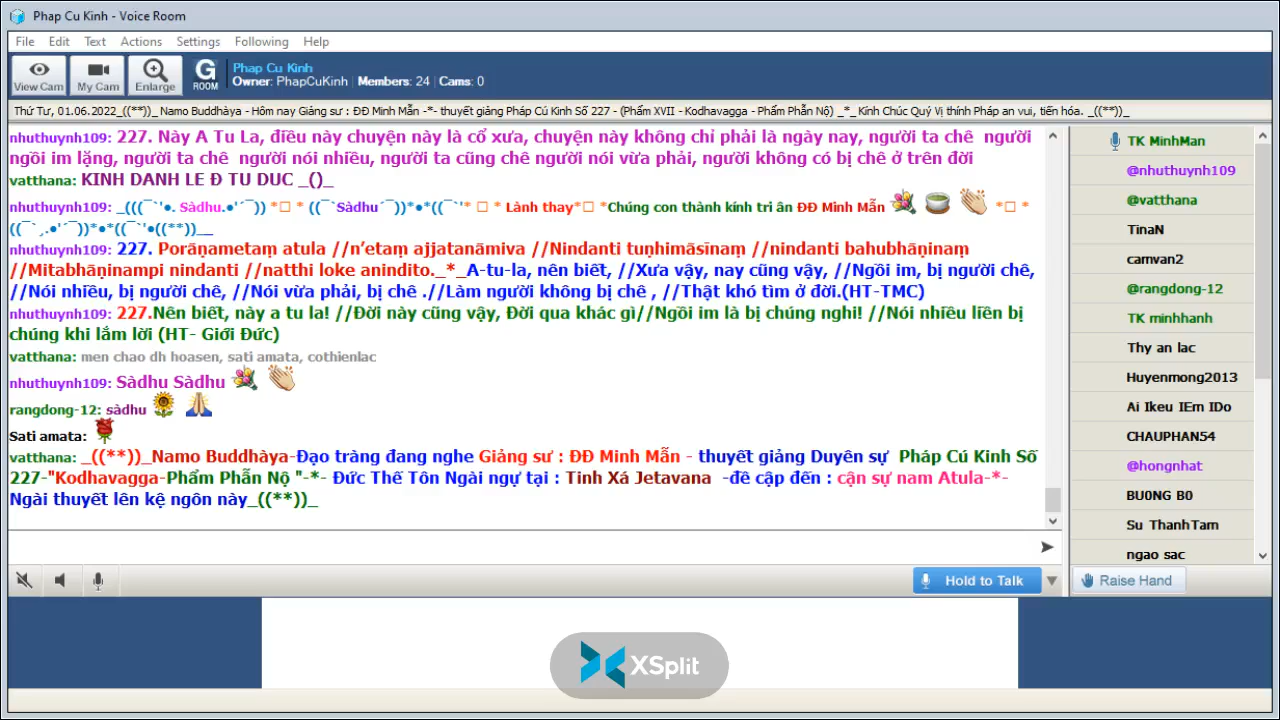 Phap Cu Kinh - Voice Room
File Edit Text Actions Settings Following Help
View Cam My Cam Enlarge G ROOM
Phap Cu Kinh
Owner: PhapCuKinh | Members: 24 | Cams: 0
Thứ Tư, 01.06.2022_((**))_ Namo Buddhàya - Hôm nay Giảng sư : ĐĐ Minh Mẫn -*- thuyết giảng Pháp Cú Kinh Số 227 - (Phẩm XVII - Kodhavagga - Phẩm Phẫn Nộ) _*_ Kính Chúc Quý Vị thính Pháp an vui, tiến hóa. _((**))_
nhuthuynh109: 227. Này A Tu La, điều này chuyện này là cổ xưa, chuyện này không chỉ phải là ngày nay, người ta chê người
ngồi im lặng, người ta chê người nói nhiều, người ta cũng chê người nói vừa phải, người không có bị chê ở trên đời
vatthana: KINH DANH LE Đ TU DUC _()_
nhuthuynh109: _(((¯`'•. Sàdhu.•'´¯)) *□ * ((¯`Sàdhu´¯))*•*((¯`'* □ * Lành thay*□ *Chúng con thành kính tri ân ĐĐ Minh Mẫn *□ *
((¯`¸.•'´¯))*•*((¯`'•((**))__
nhuthuynh109: 227. Porāṇametaṃ atula //n’etaṃ ajjatanāmiva //Nindanti tuṇhimāsīnaṃ //nindanti bahubhāṇinaṃ
//Mitabhāṇinampi nindanti //natthi loke anindito._*_A-tu-la, nên biết, //Xưa vậy, nay cũng vậy, //Ngồi im, bị người chê,
//Nói nhiều, bị người chê, //Nói vừa phải, bị chê .//Làm người không bị chê , //Thật khó tìm ở đời.(HT-TMC)
nhuthuynh109: 227.Nên biết, này a tu la! //Đời này cũng vậy, Đời qua khác gì//Ngồi im là bị chúng nghi! //Nói nhiều liền bị
chúng khi lắm lời (HT- Giới Đức)
vatthana: men chao dh hoasen, sati amata, cothienlac
nhuthuynh109: Sàdhu Sàdhu
rangdong-12: sàdhu
Sati amata:
vatthana: _((**))_Namo Buddhàya-Đạo tràng đang nghe Giảng sư : ĐĐ Minh Mẫn - thuyết giảng Duyên sự Pháp Cú Kinh Số
227-"Kodhavagga-Phẩm Phẫn Nộ "-*- Đức Thế Tôn Ngài ngự tại : Tinh Xá Jetavana -đề cập đến : cận sự nam Atula-*-
Ngài thuyết lên kệ ngôn này_((**))_
TK MinhMan
@nhuthuynh109
@vatthana
TinaN
camvan2
@rangdong-12
TK minhhanh
Thy an lac
Huyenmong2013
Ai lkeu IEm IDo
CHAUPHAN54
@hongnhat
BU0NG B0
Su ThanhTam
ngao sac
Hold to Talk
Raise Hand
XSplit